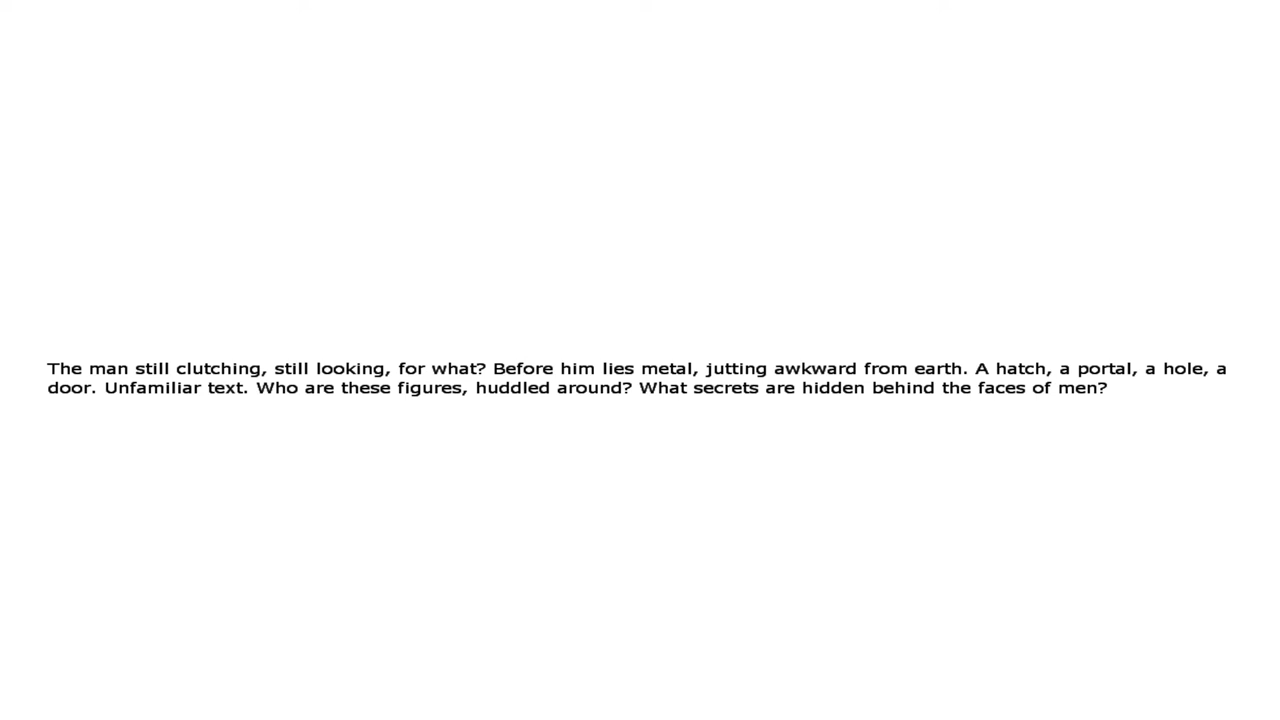 The man still clutching, still looking, for what? Before him lies metal, jutting awkward from earth. A hatch, a portal, a hole, a
door. Unfamiliar text. Who are these figures, huddled around? What secrets are hidden behind the faces of men?